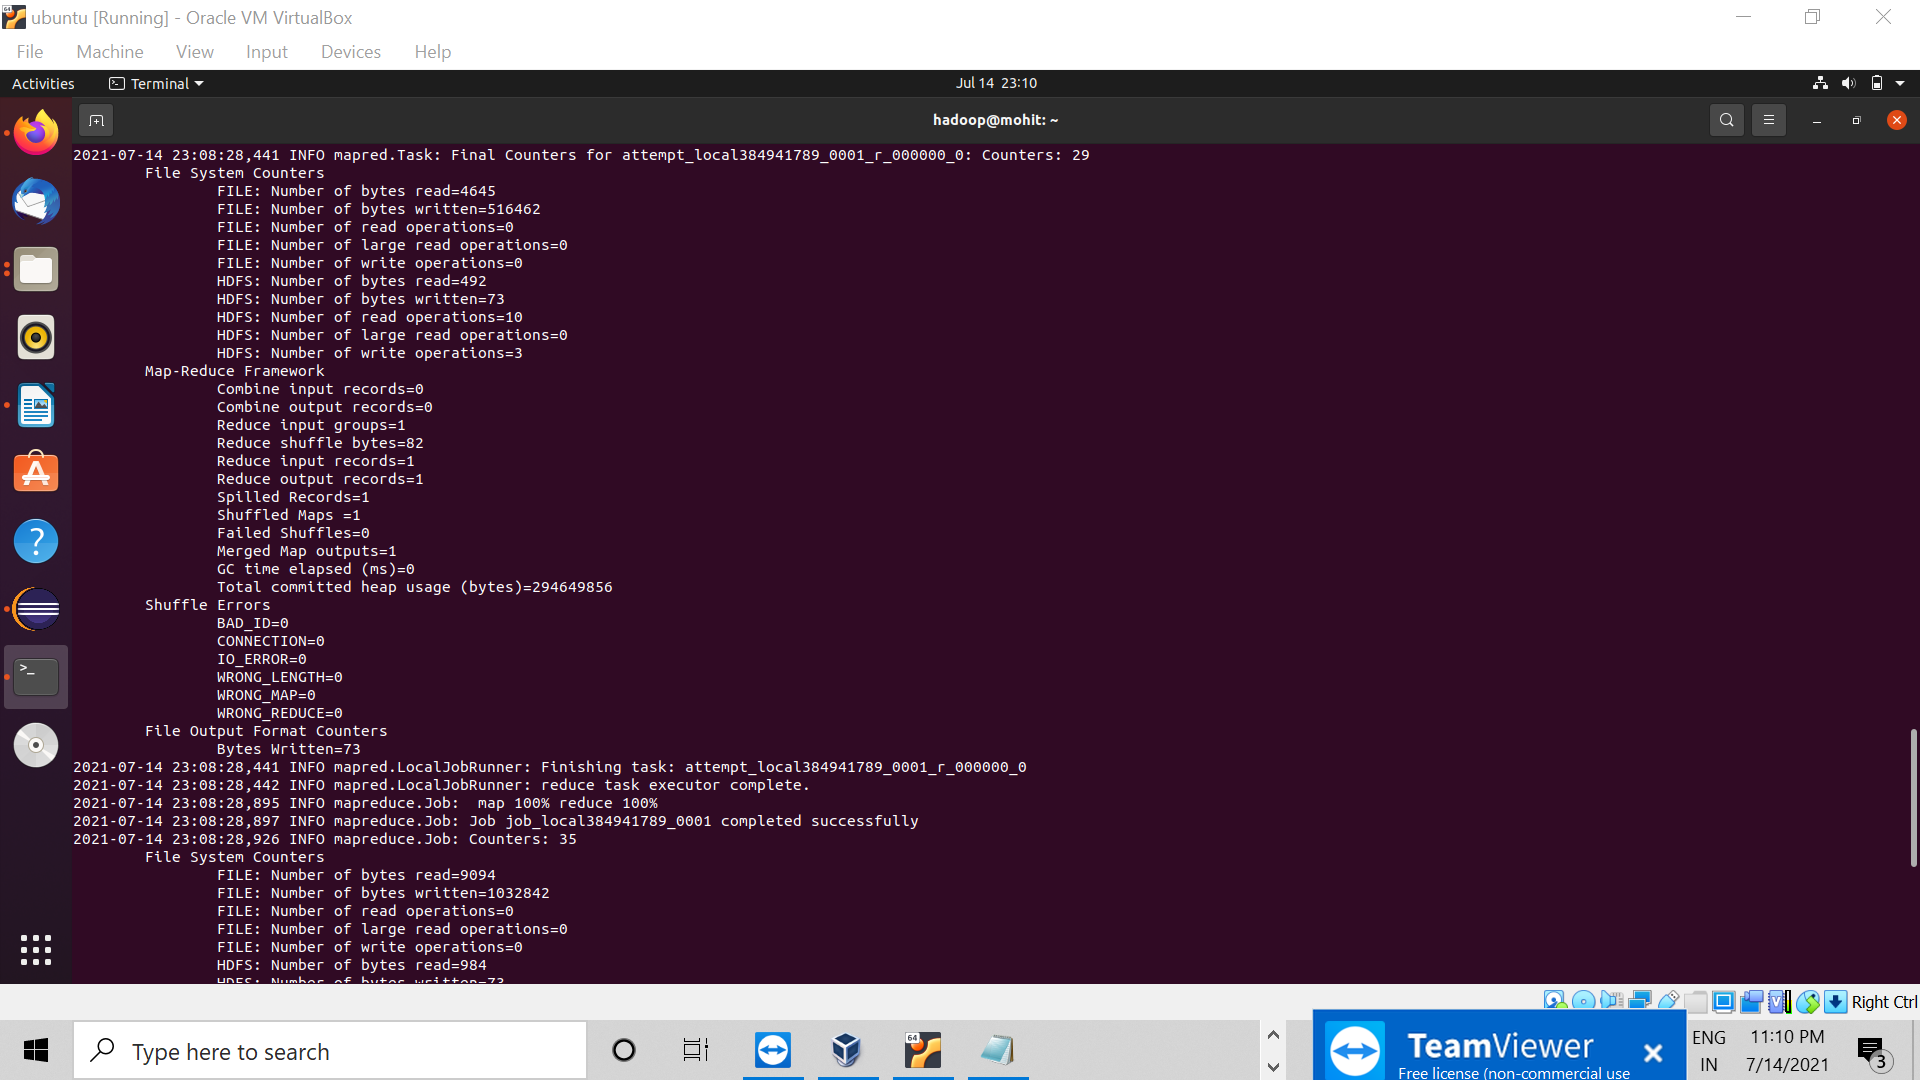 ubuntu [Running] - Oracle VM VirtualBox
File Machine View Input Devices Help
Activities Terminal Jul 14 23:10
hadoop@mohit: ~
2021-07-14 23:08:28,441 INFO mapred.Task: Final Counters for attempt_local384941789_0001_r_000000_0: Counters: 29
File System Counters
FILE: Number of bytes read=4645
FILE: Number of bytes written=516462
FILE: Number of read operations=0
FILE: Number of large read operations=0
FILE: Number of write operations=0
HDFS: Number of bytes read=492
HDFS: Number of bytes written=73
HDFS: Number of read operations=10
HDFS: Number of large read operations=0
HDFS: Number of write operations=3
Map-Reduce Framework
Combine input records=0
Combine output records=0
Reduce input groups=1
Reduce shuffle bytes=82
Reduce input records=1
Reduce output records=1
Spilled Records=1
Shuffled Maps =1
Failed Shuffles=0
Merged Map outputs=1
GC time elapsed (ms)=0
Total committed heap usage (bytes)=294649856
Shuffle Errors
BAD_ID=0
CONNECTION=0
IO_ERROR=0
WRONG_LENGTH=0
WRONG_MAP=0
WRONG_REDUCE=0
File Output Format Counters
Bytes Written=73
2021-07-14 23:08:28,441 INFO mapred.LocalJobRunner: Finishing task: attempt_local384941789_0001_r_000000_0
2021-07-14 23:08:28,442 INFO mapred.LocalJobRunner: reduce task executor complete.
2021-07-14 23:08:28,895 INFO mapreduce.Job:  map 100% reduce 100%
2021-07-14 23:08:28,897 INFO mapreduce.Job: Job job_local384941789_0001 completed successfully
2021-07-14 23:08:28,926 INFO mapreduce.Job: Counters: 35
File System Counters
FILE: Number of bytes read=9094
FILE: Number of bytes written=1032842
FILE: Number of read operations=0
FILE: Number of large read operations=0
FILE: Number of write operations=0
HDFS: Number of bytes read=984
HDFS: Number of bytes written=73
Right Ctrl
Type here to search
64
TeamViewer
Free license (non-commercial use
ENG
IN
11:10 PM
7/14/2021
3